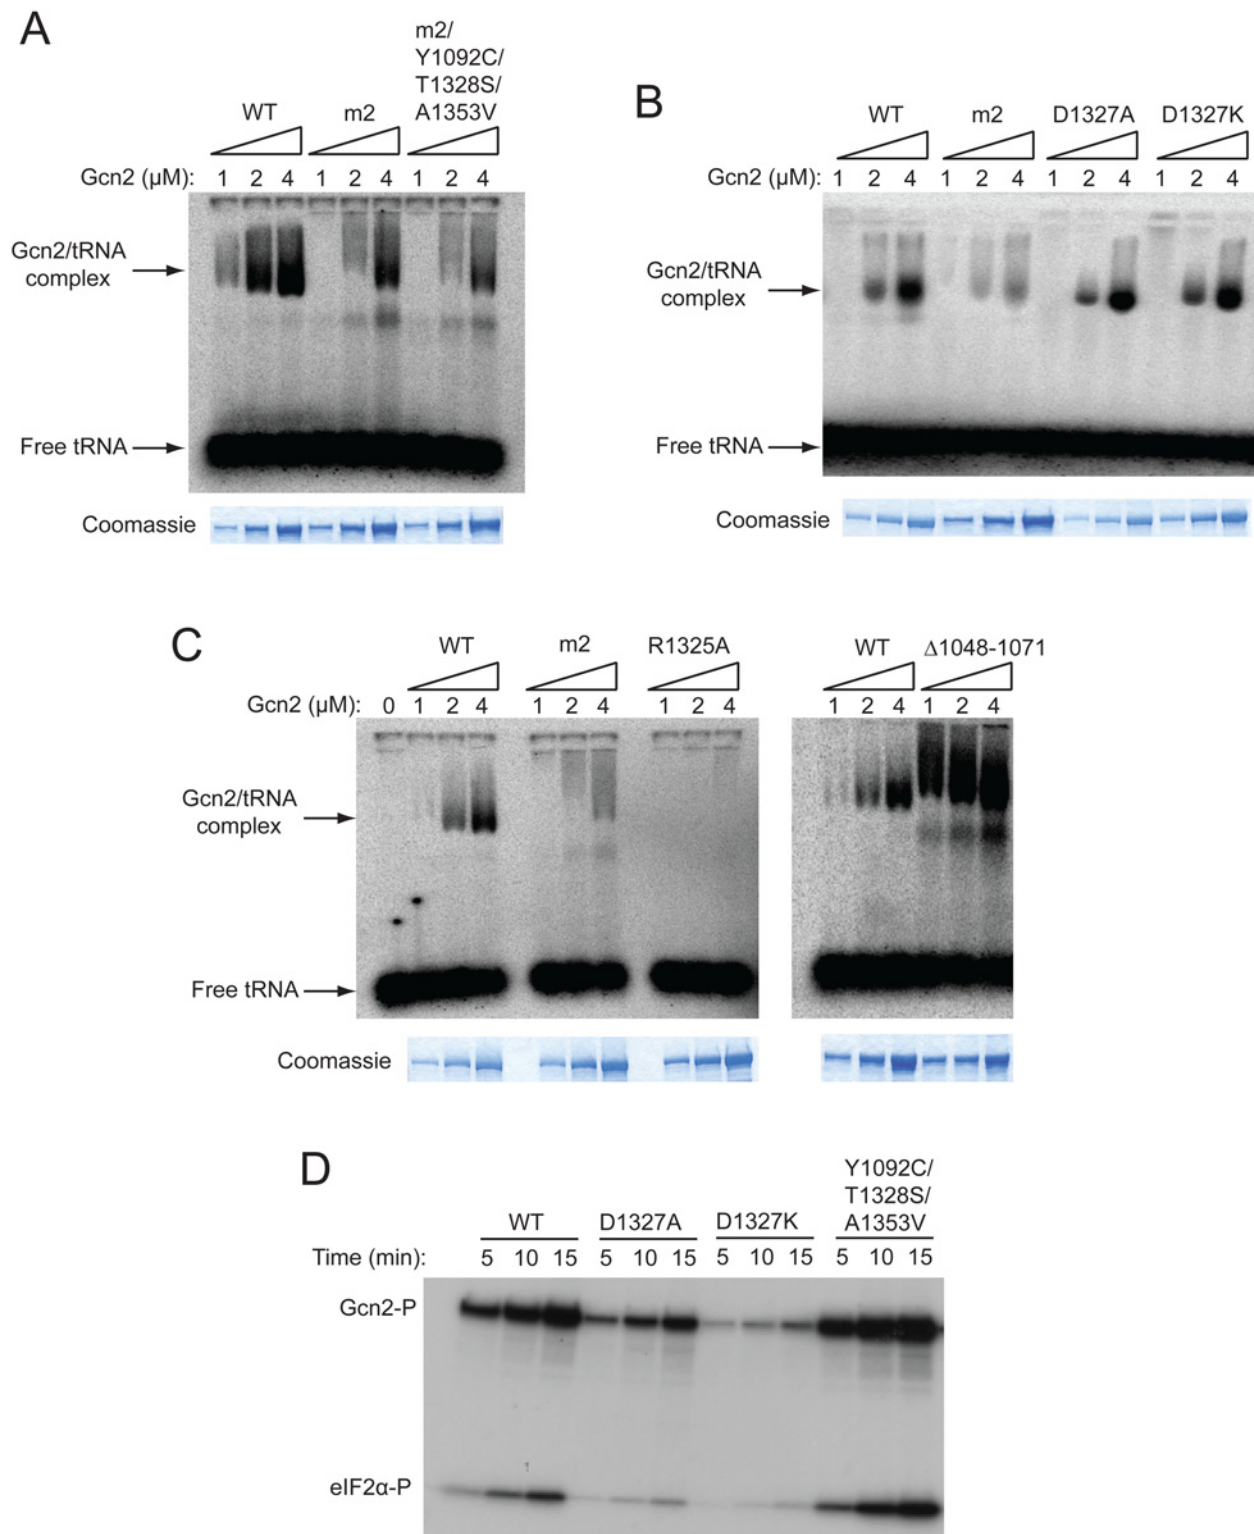 A
m2/
Y1092C/
T1328S/
A1353V
WT m2
Gcn2 (μM): 1 2 4 1 2 4 1 2 4
Gcn2/tRNA
complex
Free tRNA
Coomassie
B
WT m2 D1327A D1327K
Gcn2 (μM): 1 2 4 1 2 4 1 2 4 1 2 4
Gcn2/tRNA
complex
Free tRNA
Coomassie
C
WT m2 R1325A WT Δ1048-1071
Gcn2 (μM): 0 1 2 4 1 2 4 1 2 4 1 2 4 1 2 4
Gcn2/tRNA
complex
Free tRNA
Coomassie
D
Y1092C/
T1328S/
A1353V
WT D1327A D1327K
Time (min): 5 10 15 5 10 15 5 10 15 5 10 15
Gcn2-P
eIF2α-P